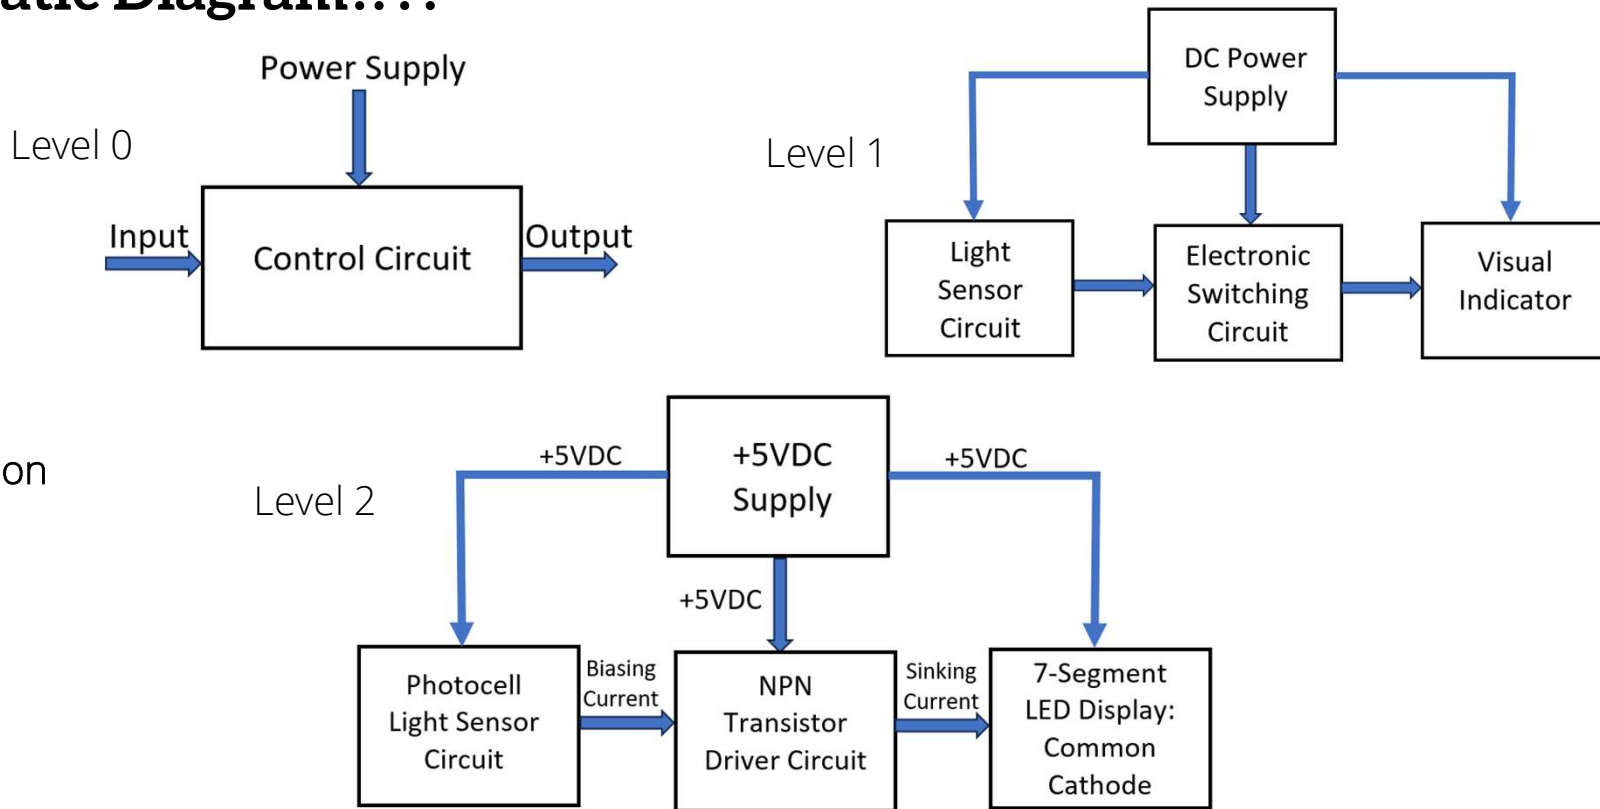 Diagram....
Power Supply
Level 0
Input
Control Circuit
Output
Level 1
DC Power
Supply
Light
Sensor
Circuit
Electronic
Switching
Circuit
Visual
Indicator
on
Level 2
+5VDC
+5VDC
Supply
+5VDC
+5VDC
Photocell
Light Sensor
Circuit
Biasing
Current
NPN
Transistor
Driver Circuit
Sinking
Current
7-Segment
LED Display:
Common
Cathode